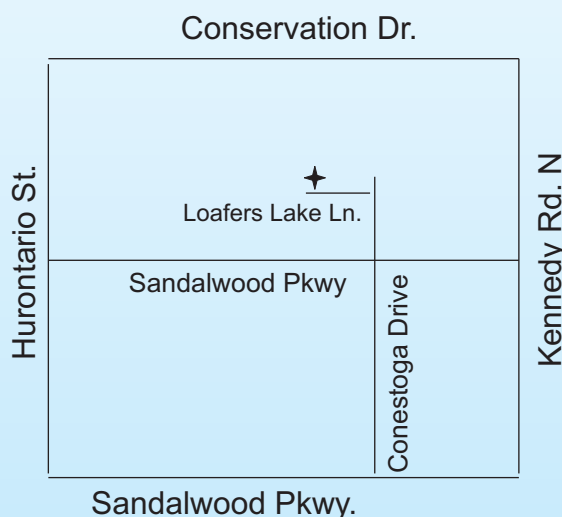 Conservation Dr.
Hurontario St.
Kennedy Rd. N
Loafers Lake Ln.
Sandalwood Pkwy
Conestoga Drive
Sandalwood Pkwy.